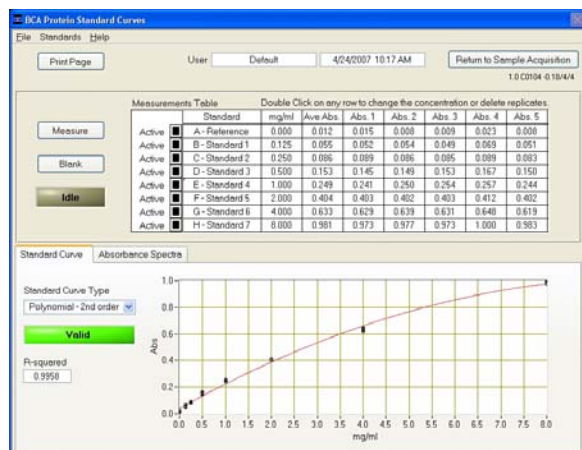 BCA Protein Standard Curves
File Standards Help
Print Page User Default 4/24/2007 10:17 AM Return to Sample Acquisition
1.0 C0104 -0.18/4/4
Measurements Table Double Click on any row to change the concentration or delete replicates.
Standard mg/ml Ave Abs. Abs. 1 Abs. 2 Abs. 3 Abs. 4 Abs. 5
Active A - Reference 0.000 0.012 0.015 0.008 0.009 0.023 0.008
Active B - Standard 1 0.125 0.055 0.052 0.054 0.049 0.069 0.051
Active C - Standard 2 0.250 0.086 0.089 0.086 0.085 0.089 0.083
Active D - Standard 3 0.500 0.153 0.145 0.149 0.153 0.167 0.150
Active E - Standard 4 1.000 0.249 0.241 0.250 0.254 0.257 0.244
Active F - Standard 5 2.000 0.404 0.403 0.402 0.403 0.412 0.402
Active G - Standard 6 4.000 0.633 0.629 0.639 0.631 0.648 0.619
Active H - Standard 7 8.000 0.981 0.973 0.977 0.973 1.000 0.983
Measure
Blank
Idle
Standard Curve Absorbance Spectra
Standard Curve Type
Polynomial - 2nd order
Valid
R-squared
0.9958
Abs
1.0
0.8
0.6
0.4
0.2
0.0
0.0 0.5 1.0 1.5 2.0 2.5 3.0 3.5 4.0 4.5 5.0 5.5 6.0 6.5 7.0 7.5 8.0
mg/ml